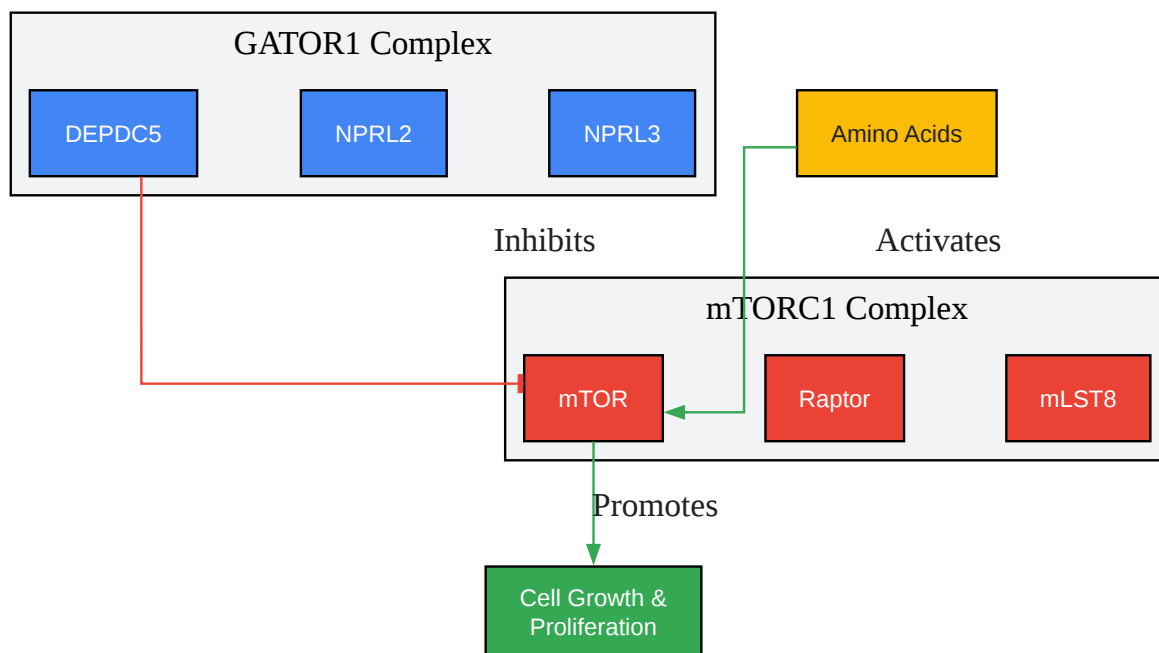 GATOR1 Complex
DEPDC5
NPRL2
NPRL3
Amino Acids
Inhibits
Activates
mTORC1 Complex
mTOR
Raptor
mLST8
Promotes
Cell Growth &
Proliferation